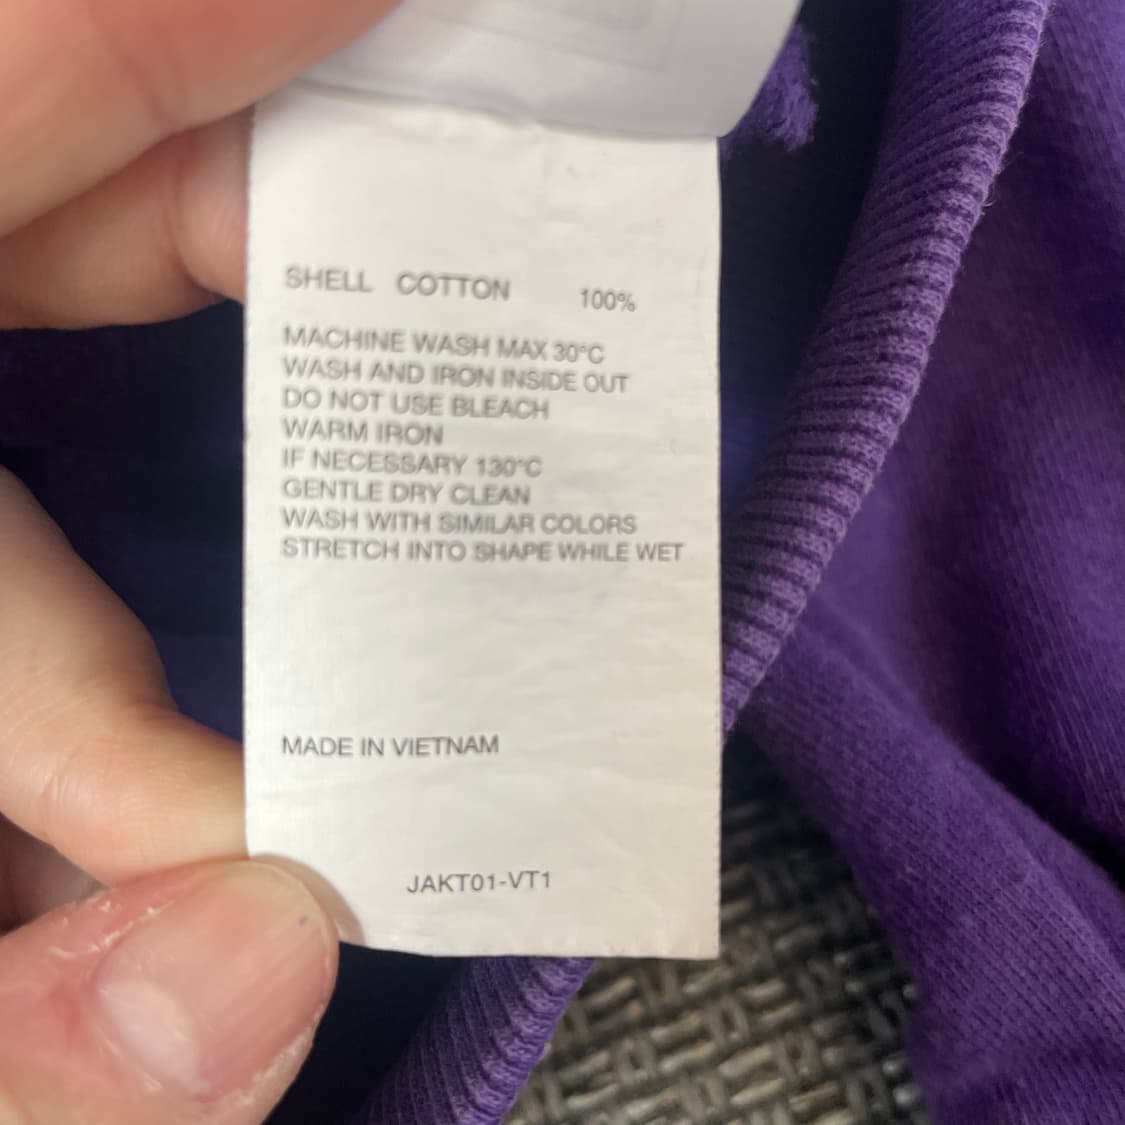 SHELL COTTON 100%
MACHINE WASH MAX 30°C
WASH AND IRON INSIDE OUT
DO NOT USE BLEACH
WARM IRON
IF NECESSARY 130°C
GENTLE DRY CLEAN
WASH WITH SIMILAR COLORS
STRETCH INTO SHAPE WHILE WET
MADE IN VIETNAM
JAKT01-VT1